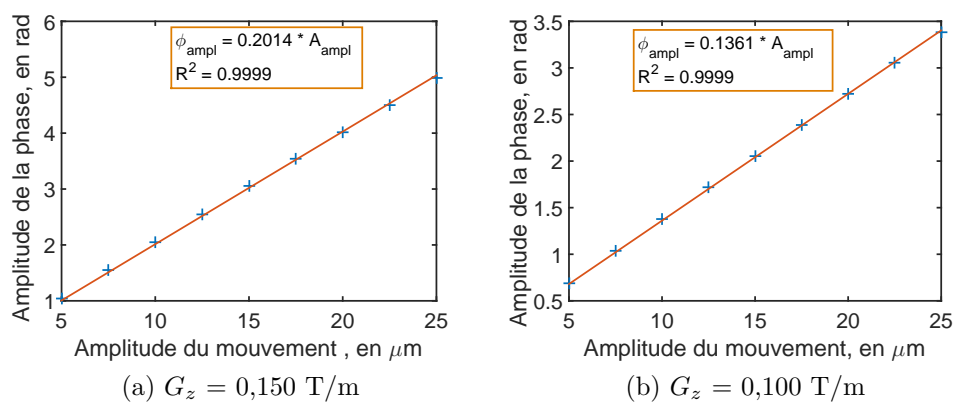 Amplitude de la phase, en rad
6
5
4
3
2
1
ϕampl = 0.2014 * Aampl
R² = 0.9999
5 10 15 20 25
Amplitude du mouvement , en μm
(a) Gz = 0,150 T/m
Amplitude de la phase, en rad
3.5
3
2.5
2
1.5
1
0.5
ϕampl = 0.1361 * Aampl
R² = 0.9999
5 10 15 20 25
Amplitude du mouvement, en μm
(b) Gz = 0,100 T/m